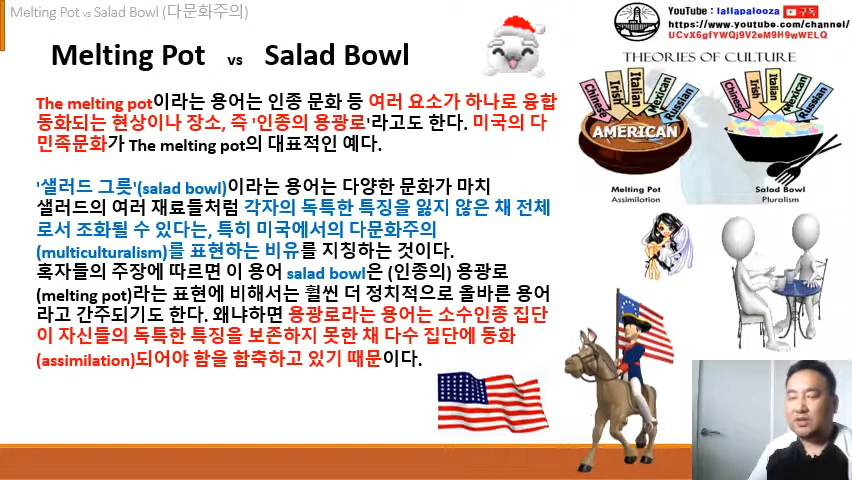 Melting Pot vs Salad Bowl (다문화주의)
YouTube : lallapalooza 구독
https://www.youtube.com/channel/
UCvX6gfYWQj9V2eM9H9wWELQ
Melting Pot vs Salad Bowl
The melting pot이라는 용어는 인종 문화 등 여러 요소가 하나로 융합
동화되는 현상이나 장소, 즉 '인종의 용광로'라고도 한다. 미국의 다
민족문화가 The melting pot의 대표적인 예다.
'샐러드 그릇'(salad bowl)이라는 용어는 다양한 문화가 마치
샐러드의 여러 재료들처럼 각자의 독특한 특징을 잃지 않은 채 전체
로서 조화될 수 있다는, 특히 미국에서의 다문화주의
(multiculturalism)를 표현하는 비유를 지칭하는 것이다.
혹자들의 주장에 따르면 이 용어 salad bowl은 (인종의) 용광로
(melting pot)라는 표현에 비해서는 훨씬 더 정치적으로 올바른 용어
라고 간주되기도 한다. 왜냐하면 용광로라는 용어는 소수인종 집단
이 자신들의 독특한 특징을 보존하지 못한 채 다수 집단에 동화
(assimilation)되어야 함을 함축하고 있기 때문이다.
THEORIES OF CULTURE
Chinese
Irish
Italian
Mexican
Russian
AMERICAN
Chinese
Irish
Italian
Mexican
Russian
Melting Pot
Assimilation
Salad Bowl
Pluralism